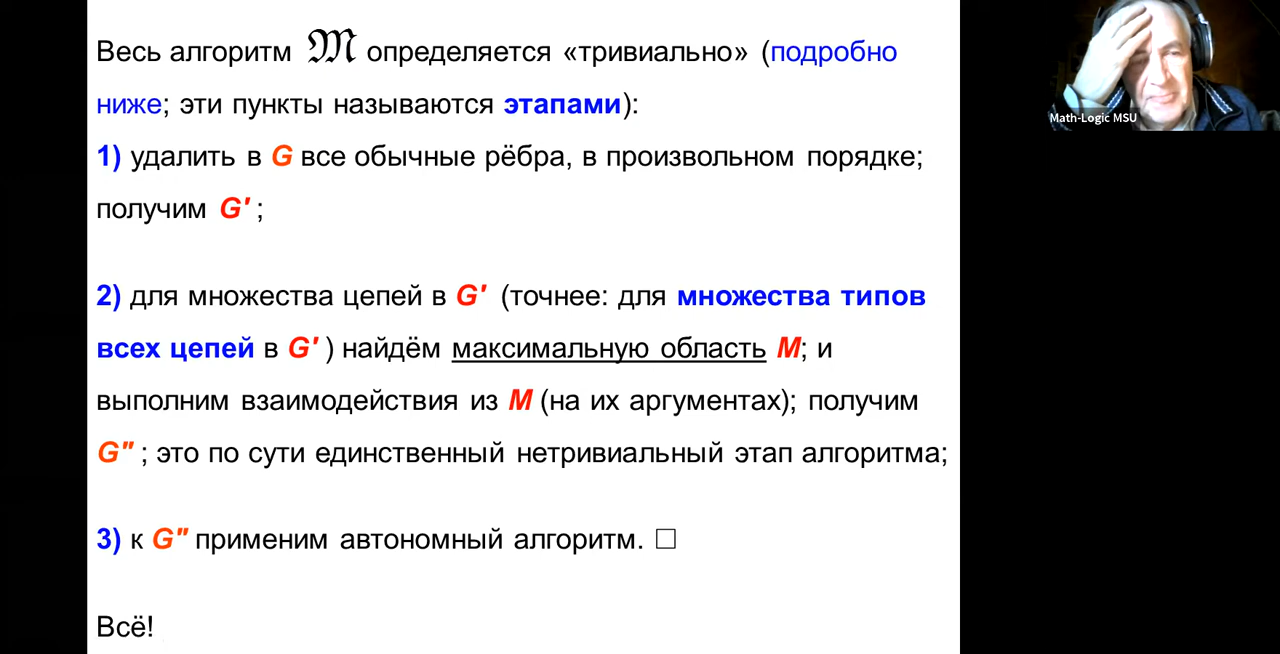 Весь алгоритм 𝔐 определяется «тривиально» (подробно
ниже; эти пункты называются этапами):
1) удалить в G все обычные рёбра, в произвольном порядке;
получим G' ;
2) для множества цепей в G' (точнее: для множества типов
всех цепей в G' ) найдём максимальную область M; и
выполним взаимодействия из M (на их аргументах); получим
G" ; это по сути единственный нетривиальный этап алгоритма;
3) к G" применим автономный алгоритм. □
Всё!
Math-Logic MSU